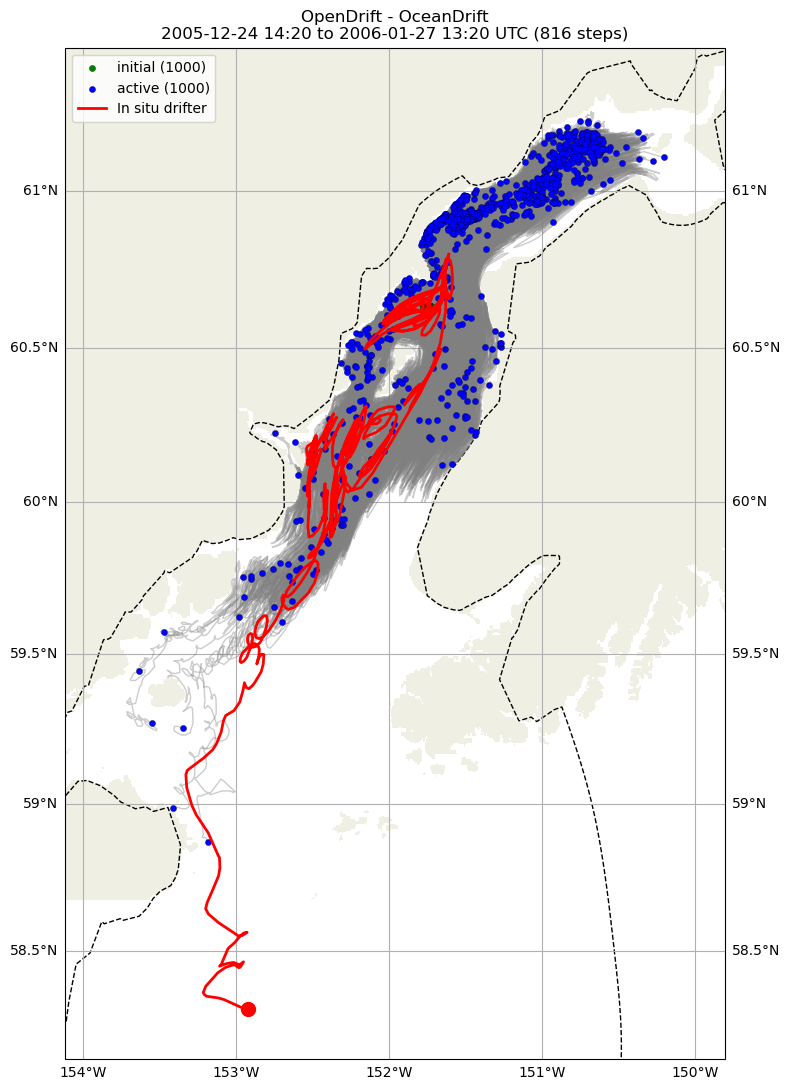 OpenDrift - OceanDrift
2005-12-24 14:20 to 2006-01-27 13:20 UTC (816 steps)
initial (1000)
active (1000)
In situ drifter
61°N 61°N
60.5°N 60.5°N
60°N 60°N
59.5°N 59.5°N
59°N 59°N
58.5°N 58.5°N
154°W 153°W 152°W 151°W 150°W